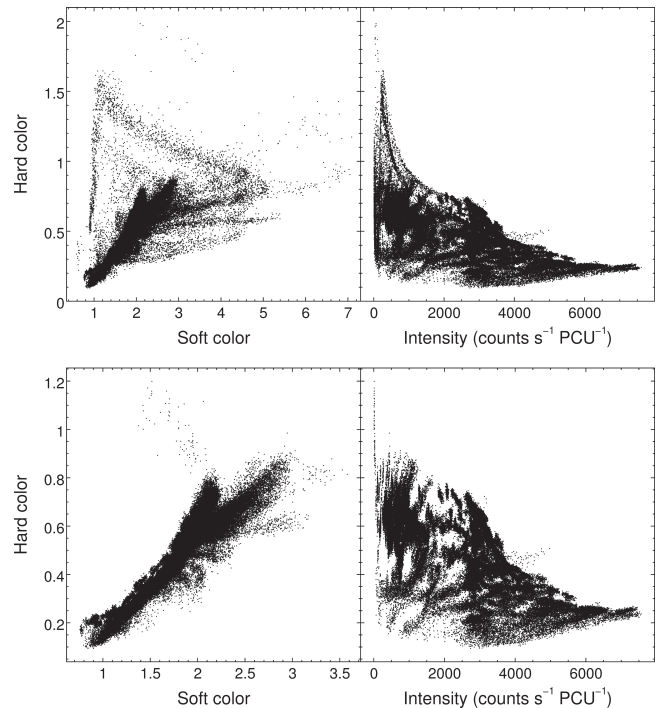 2
1.5
1
0.5
0
Hard color
1 2 3 4 5 6 7
Soft color
0 2000 4000 6000
Intensity (counts s⁻¹ PCU⁻¹)
1.2
1
0.8
0.6
0.4
0.2
Hard color
1 1.5 2 2.5 3 3.5
Soft color
0 2000 4000 6000
Intensity (counts s⁻¹ PCU⁻¹)